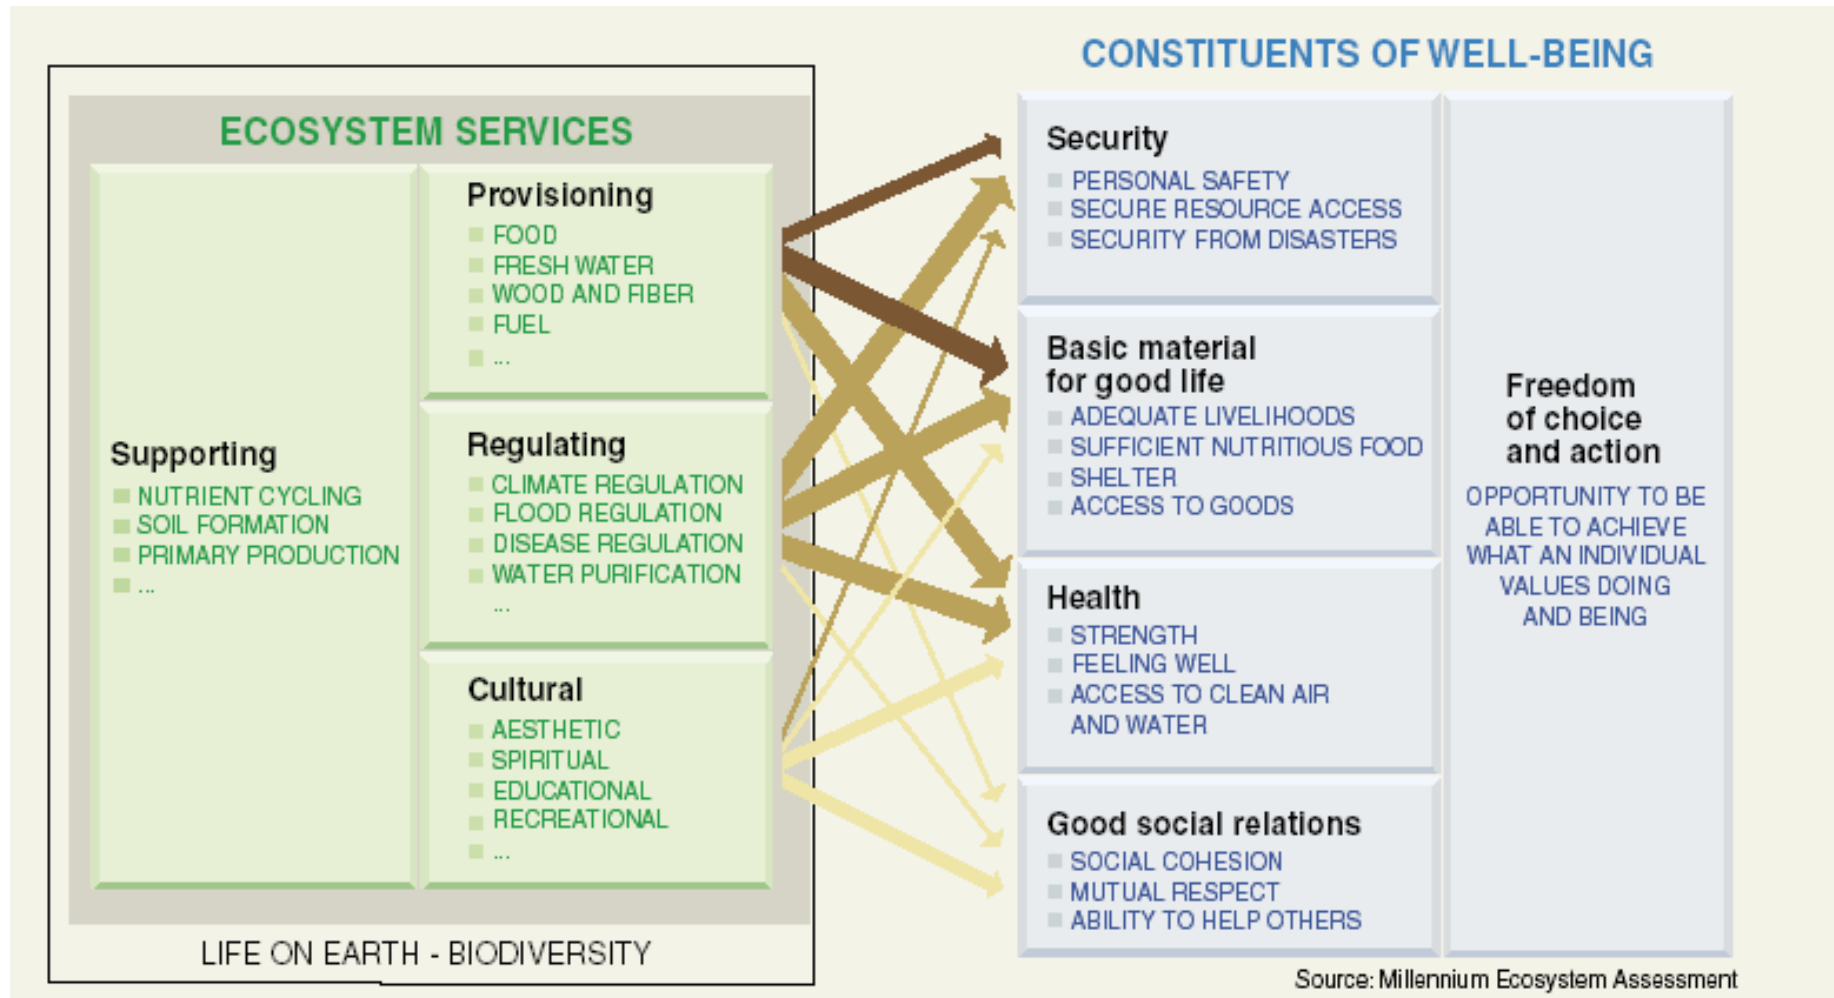 ECOSYSTEM SERVICES
Supporting
NUTRIENT CYCLING
SOIL FORMATION
PRIMARY PRODUCTION
...
Provisioning
FOOD
FRESH WATER
WOOD AND FIBER
FUEL
...
Regulating
CLIMATE REGULATION
FLOOD REGULATION
DISEASE REGULATION
WATER PURIFICATION
...
Cultural
AESTHETIC
SPIRITUAL
EDUCATIONAL
RECREATIONAL
...
LIFE ON EARTH - BIODIVERSITY
CONSTITUENTS OF WELL-BEING
Security
PERSONAL SAFETY
SECURE RESOURCE ACCESS
SECURITY FROM DISASTERS
Basic material
for good life
ADEQUATE LIVELIHOODS
SUFFICIENT NUTRITIOUS FOOD
SHELTER
ACCESS TO GOODS
Health
STRENGTH
FEELING WELL
ACCESS TO CLEAN AIR
AND WATER
Good social relations
SOCIAL COHESION
MUTUAL RESPECT
ABILITY TO HELP OTHERS
Freedom
of choice
and action
OPPORTUNITY TO BE
ABLE TO ACHIEVE
WHAT AN INDIVIDUAL
VALUES DOING
AND BEING
Source: Millennium Ecosystem Assessment